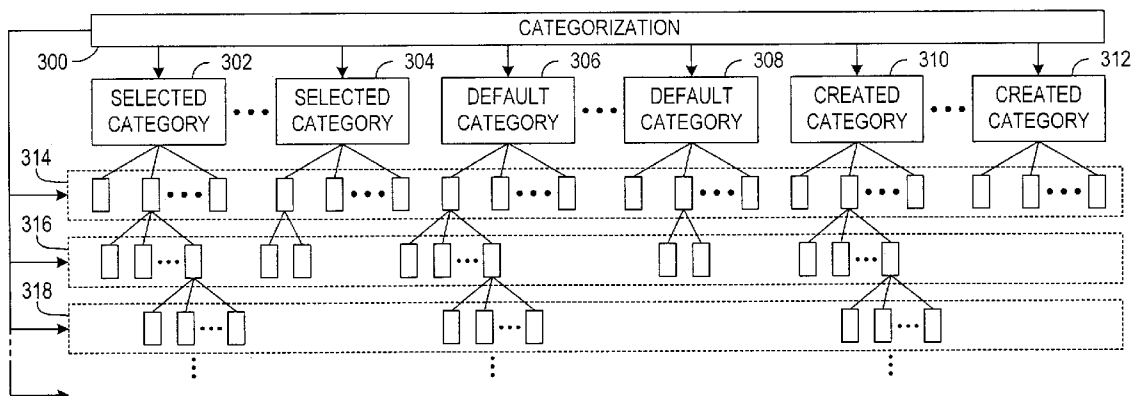 CATEGORIZATION
300
302
304
306
308
310
312
SELECTED CATEGORY
SELECTED CATEGORY
DEFAULT CATEGORY
DEFAULT CATEGORY
CREATED CATEGORY
CREATED CATEGORY
314
316
318